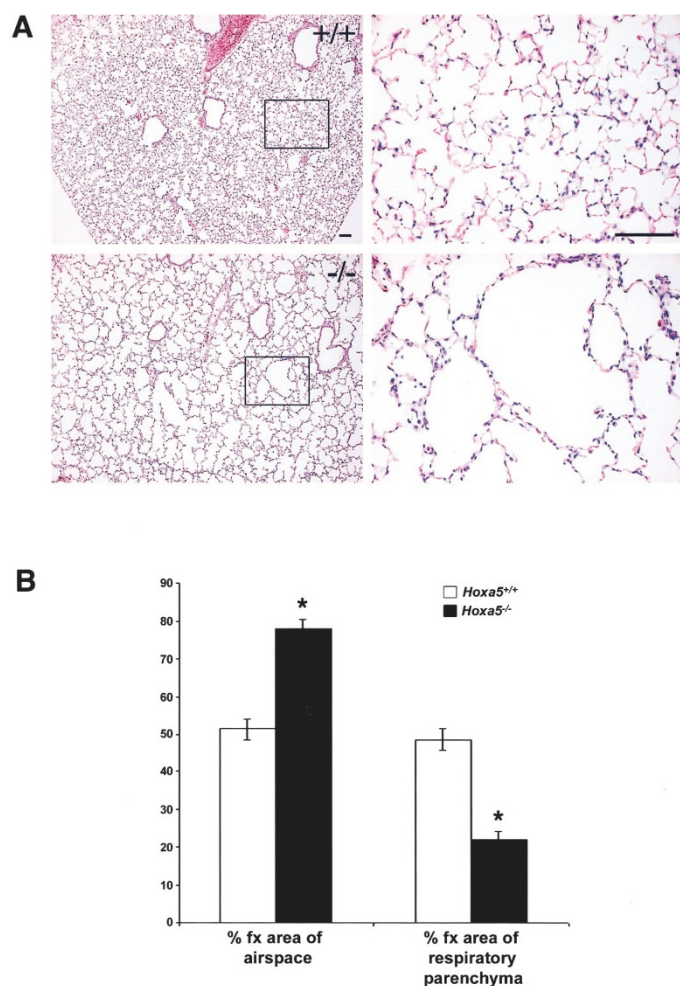 A
+/+
-/-
B
90
80
70
60
50
40
30
20
10
0
Hoxa5+/+
Hoxa5-/-
*
*
% fx area of
airspace
% fx area of
respiratory
parenchyma